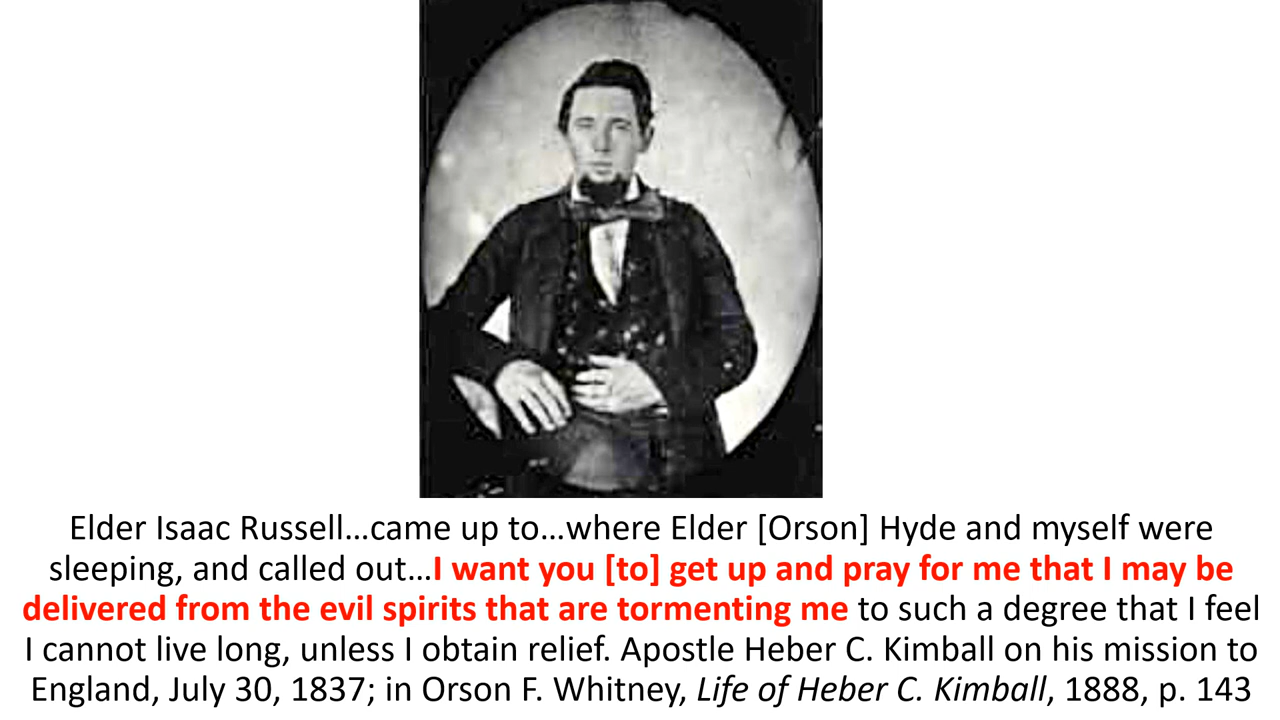 Elder Isaac Russell…came up to…where Elder [Orson] Hyde and myself were
sleeping, and called out…I want you [to] get up and pray for me that I may be
delivered from the evil spirits that are tormenting me to such a degree that I feel
I cannot live long, unless I obtain relief. Apostle Heber C. Kimball on his mission to
England, July 30, 1837; in Orson F. Whitney, Life of Heber C. Kimball, 1888, p. 143